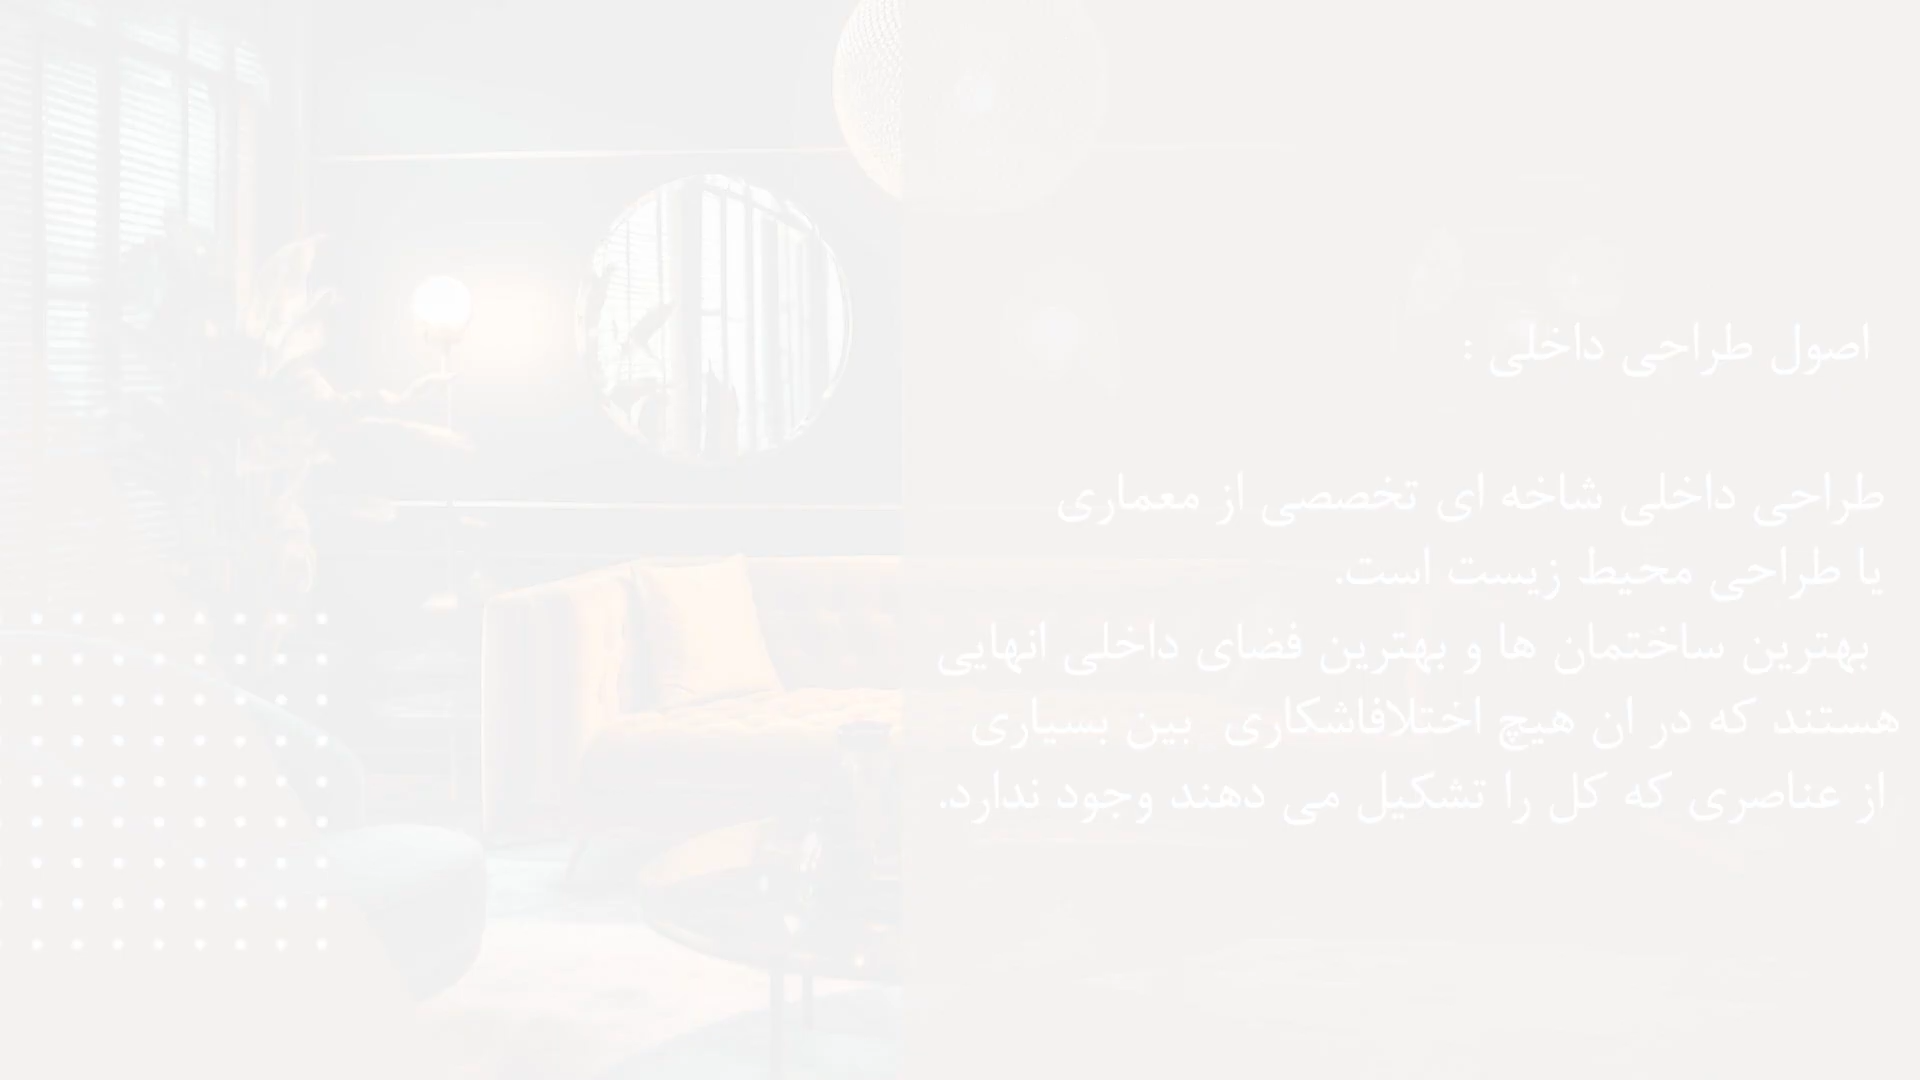 اصول طراحی داخلی :
طراحی داخلی شاخه ای تخصصی از معماری
یا طراحی محیط زیست است.
بهترین ساختمان ها و بهترین فضای داخلی انهایی
هستند که در ان هیچ اختلافاشکاری بین بسیاری
از عناصری که کل را تشکیل می دهند وجود ندارد.